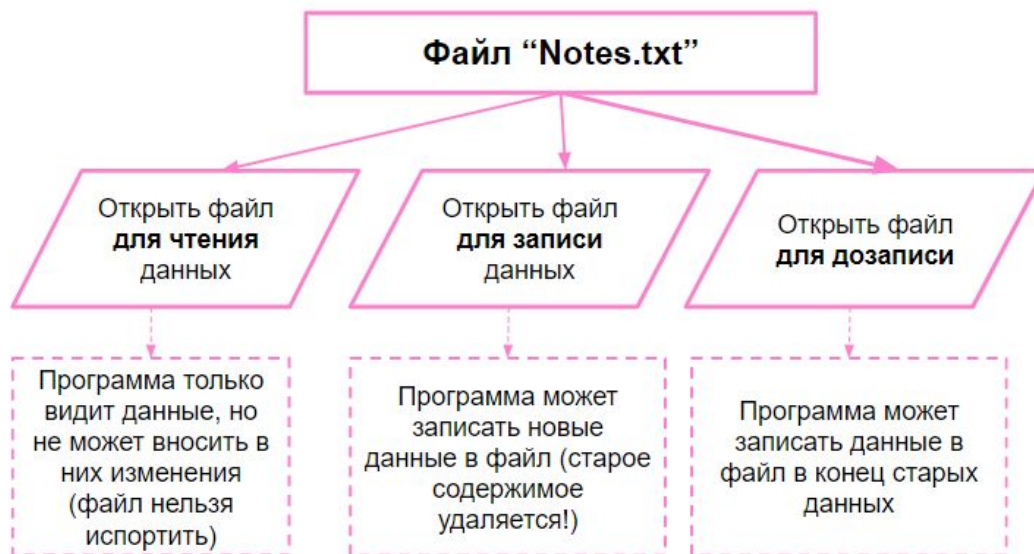 Файл “Notes.txt”
Открыть файл
для чтения
данных
Открыть файл
для записи
данных
Открыть файл
для дозаписи
Программа только
видит данные, но
не может вносить в
них изменения
(файл нельзя
испортить)
Программа может
записать новые
данные в файл (старое
содержимое
удаляется!)
Программа может
записать данные в
файл в конец старых
данных